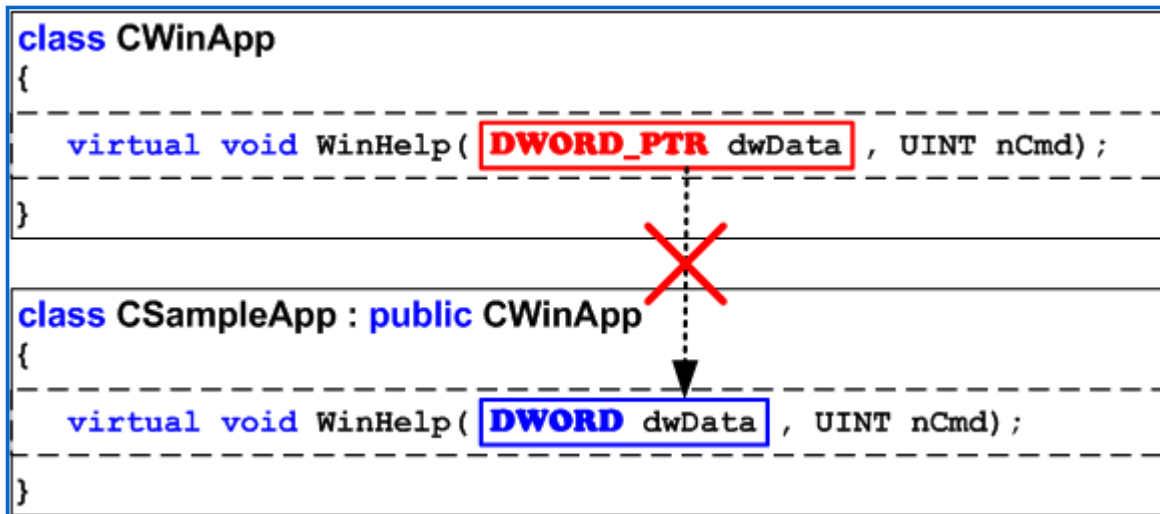 class CWinApp
{
virtual void WinHelp( DWORD_PTR dwData , UINT nCmd);
}
class CSampleApp : public CWinApp
{
virtual void WinHelp( DWORD dwData , UINT nCmd);
}